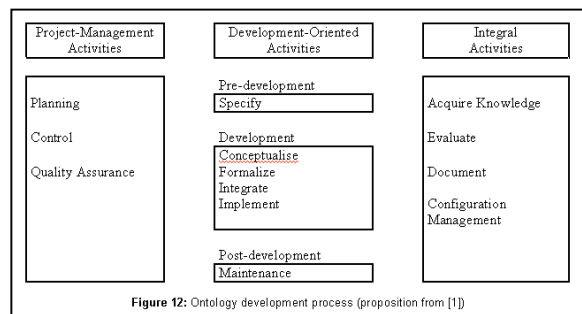 Project-Management
Activities
Planning
Control
Quality Assurance
Development-Oriented
Activities
Pre-development
Specify
Development
Conceptualise
Formalize
Integrate
Implement
Post-development
Maintenance
Integral
Activities
Acquire Knowledge
Evaluate
Document
Configuration
Management
Figure 12: Ontology development process (proposition from [1])